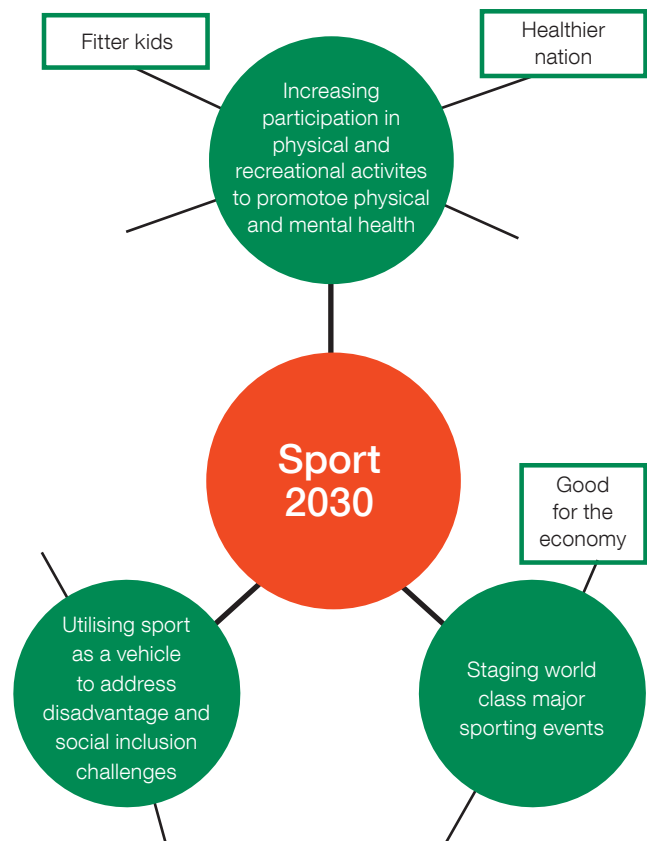 Fitter kids
Healthier
nation
Increasing
participation in
physical and
recreational activites
to promotoe physical
and mental health
Sport
2030
Good
for the
economy
Utilising sport
as a vehicle
to address
disadvantage and
social inclusion
challenges
Staging world
class major
sporting events